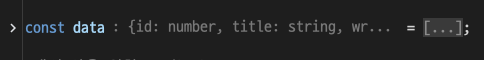 const data : {id: number, title: string, wr... = [...];